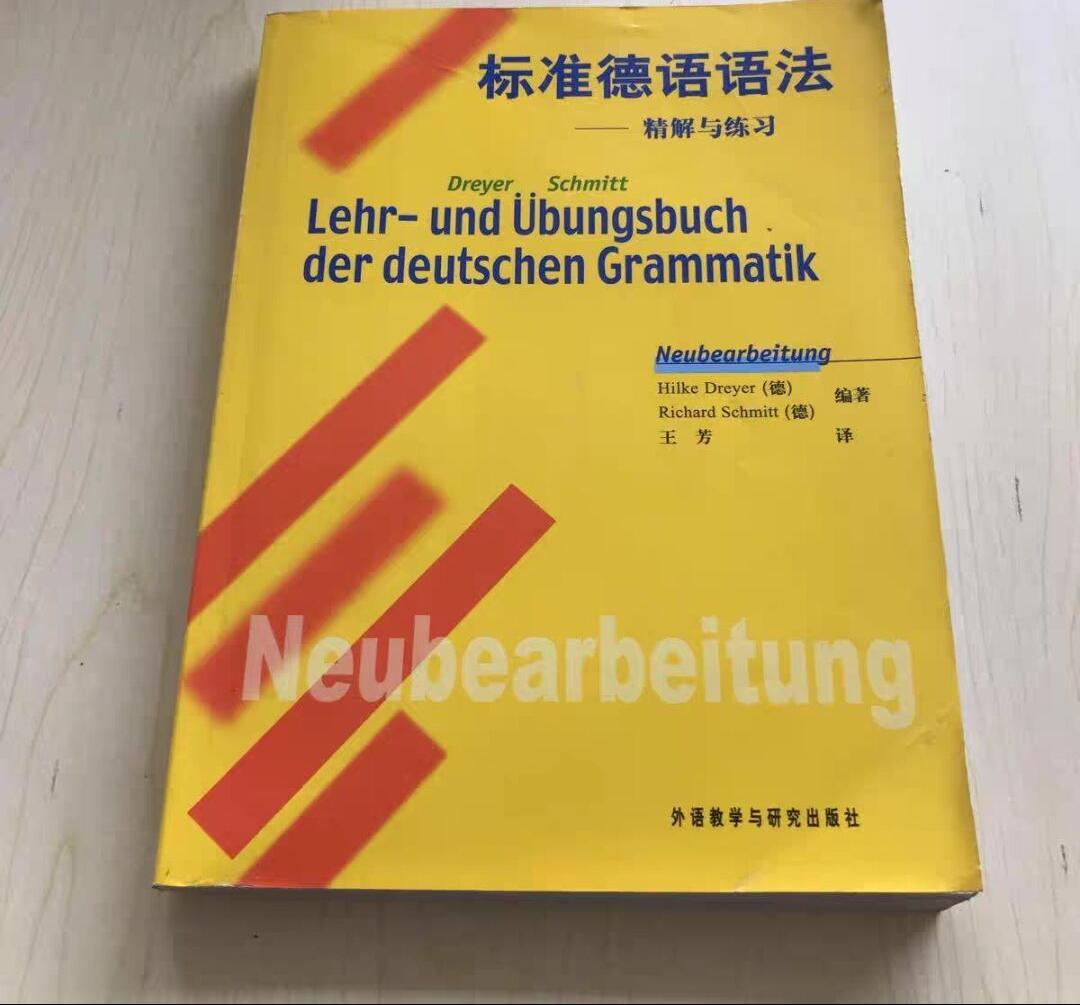 标准德语语法
—— 精解与练习
Dreyer Schmitt
Lehr- und Übungsbuch
der deutschen Grammatik
Neubearbeitung
Hilke Dreyer (德)
Richard Schmitt (德) 编著
王 芳 译
Neubearbeitung
外语教学与研究出版社